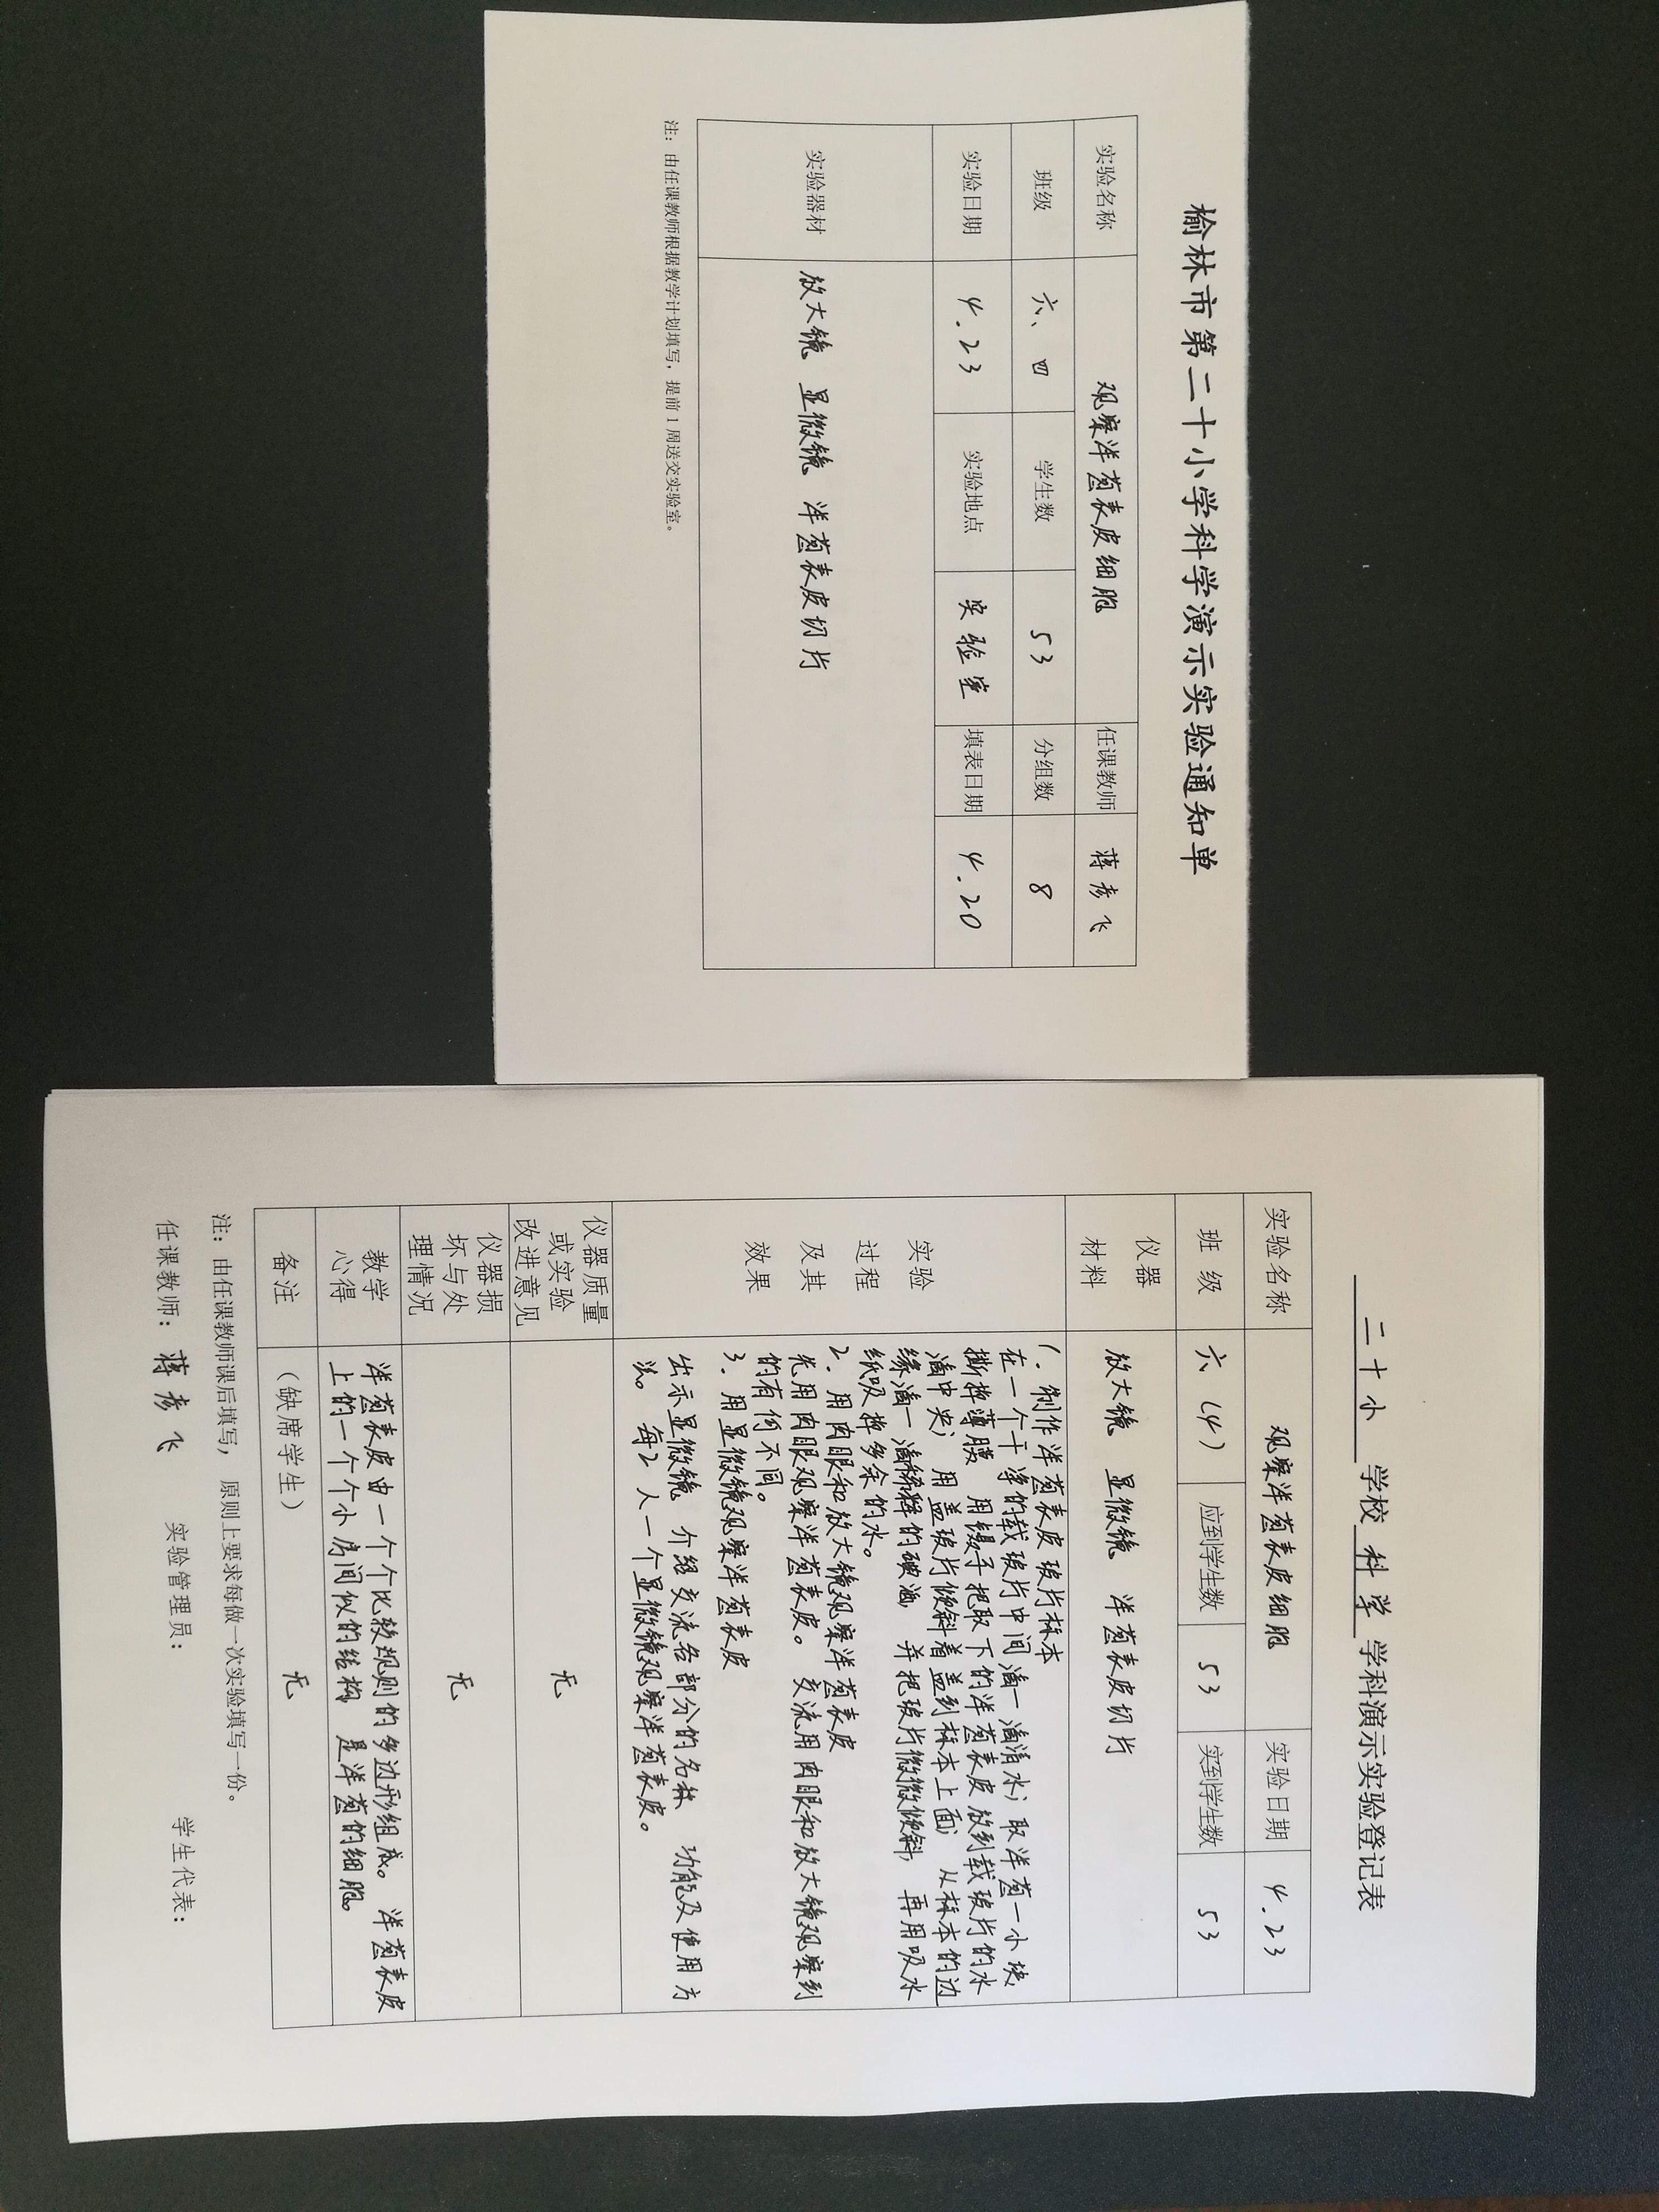 榆林市第二十小学科学演示实验通知单
实验名称 观察洋葱表皮细胞 任课教师 蒋彦飞
班级 六、四 学生数 53 分组数 8
实验日期 4.23 实验地点 实验室 填表日期 4.20
实验器材 放大镜 显微镜 洋葱表皮切片
注：由任课教师根据教学计划填写，提前1周送交实验室。
二十小 学校 科学 学科演示实验登记表
实验名称 观察洋葱表皮细胞 实验日期 4.23
班级 六(4) 应到学生数 53 实到学生数 53
仪器
材料
放大镜 显微镜 洋葱表皮切片
实验
过程
及其
效果
1.制作洋葱表皮玻片标本
在一个干净的载玻片中间滴一滴清水；取洋葱一小块，
撕掉薄膜 用镊子把取下的洋葱表皮放到载玻片的水
滴中央；用盖玻片倾斜着盖到标本上面；从标本的边
缘滴一滴稀释的碘酒，并把玻片微微倾斜，再用吸水
纸吸掉多余的水。
2.用肉眼和放大镜观察洋葱表皮
先用肉眼观察洋葱表皮。交流用肉眼和放大镜观察到
的有何不同。
3.用显微镜观察洋葱表皮
出示显微镜 介绍交流各部分的名称 功能及使用方
法。每2人一个显微镜观察洋葱表皮。
仪器质量
或实验
改进意见
无
仪器损
坏与处
理情况
无
教学
心得
洋葱表皮由一个个比较规则的多边形组成。洋葱表皮
上的一个个小房间似的结构 是洋葱的细胞。
备注 （缺席学生） 无
注：由任课教师课后填写，原则上要求每做一次实验填写一份。
任课教师：蒋彦飞 实验管理员： 学生代表：